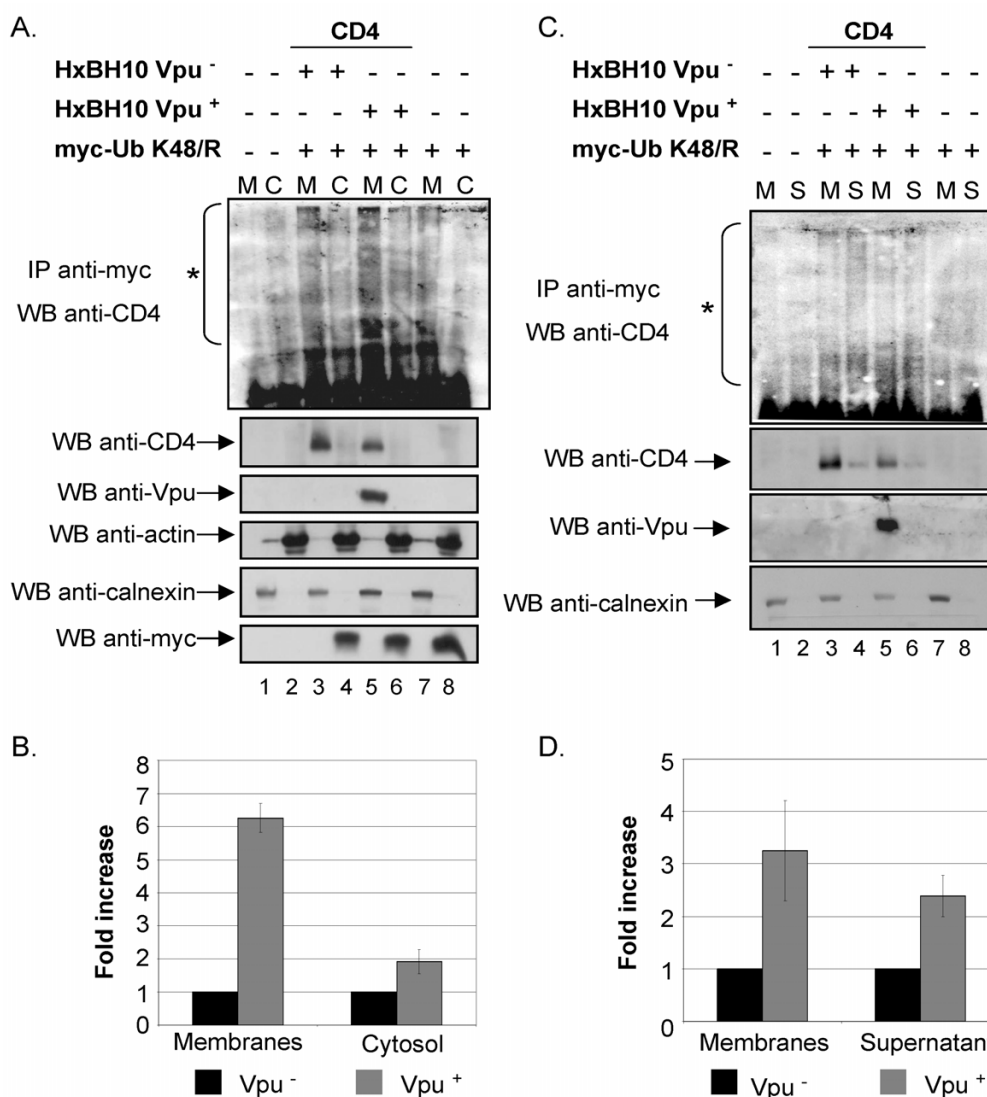 A.
CD4
HxBH10 Vpu - - - + + - - - -
HxBH10 Vpu + - - - - + + - -
myc-Ub K48/R - - + + + + + +
M C M C M C M C
IP anti-myc
*
WB anti-CD4
WB anti-CD4
WB anti-Vpu
WB anti-actin
WB anti-calnexin
WB anti-myc
1 2 3 4 5 6 7 8
C.
CD4
HxBH10 Vpu - - - + + - - - -
HxBH10 Vpu + - - - - + + - -
myc-Ub K48/R - - + + + + + +
M S M S M S M S
IP anti-myc
*
WB anti-CD4
WB anti-CD4
WB anti-Vpu
WB anti-calnexin
1 2 3 4 5 6 7 8
B.
Fold increase
8
7
6
5
4
3
2
1
0
Membranes Cytosol
Vpu - Vpu +
D.
Fold increase
5
4
3
2
1
0
Membranes Supernatan
Vpu - Vpu +